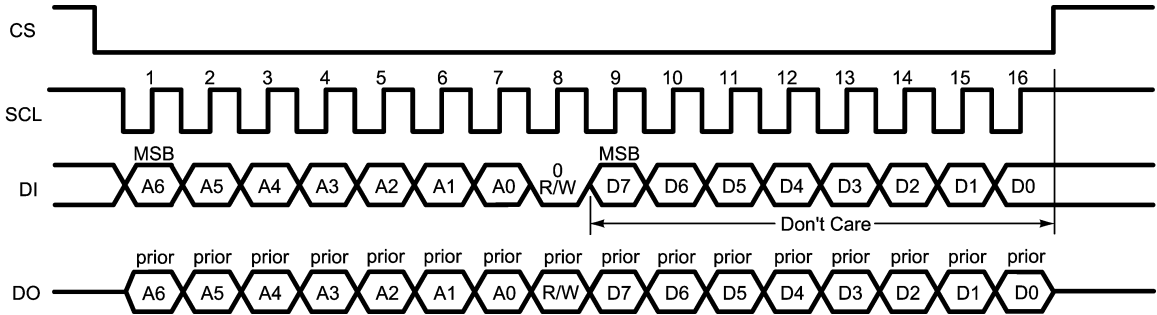 CS
1 2 3 4 5 6 7 8 9 10 11 12 13 14 15 16
SCL
MSB 0 MSB
DI A6 A5 A4 A3 A2 A1 A0 R/W D7 D6 D5 D4 D3 D2 D1 D0
Don't Care
prior prior prior prior prior prior prior prior prior prior prior prior prior prior prior prior
DO A6 A5 A4 A3 A2 A1 A0 R/W D7 D6 D5 D4 D3 D2 D1 D0